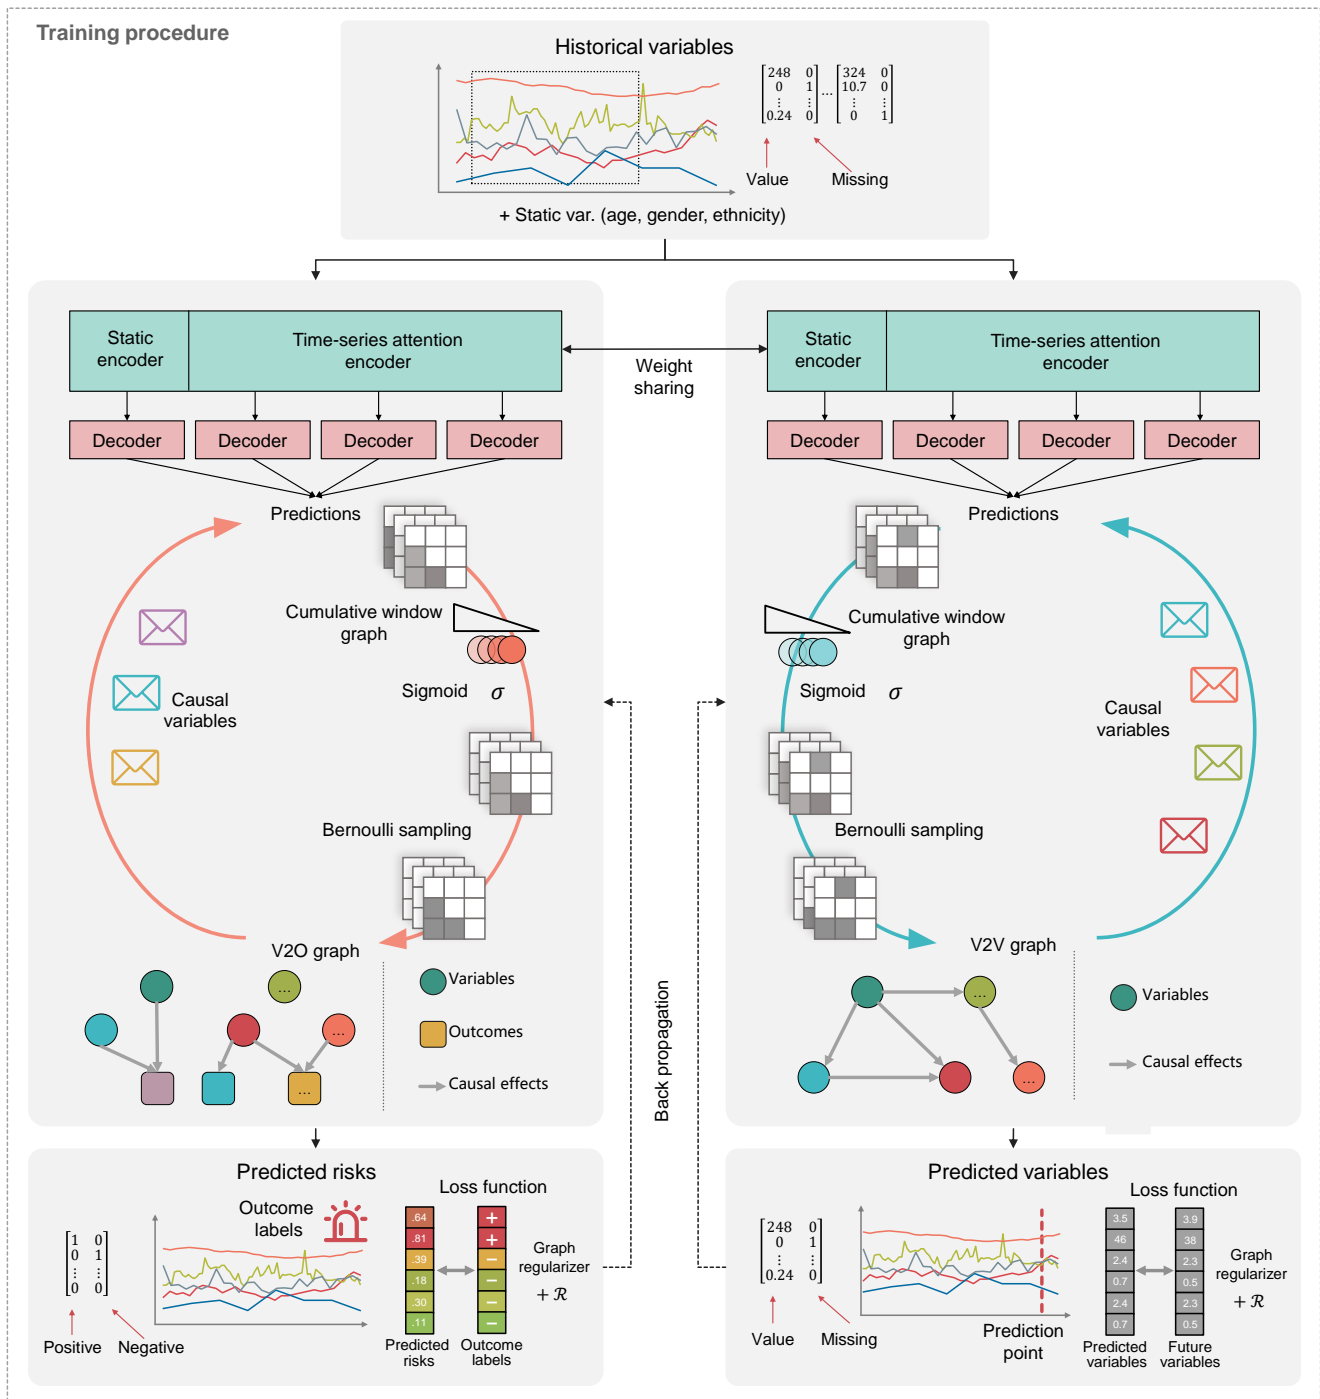 Training procedure
Historical variables
248 0
0 1
⋮ ⋮
0.24 0
...
324 0
10.7 0
⋮ ⋮
0 1
Value
Missing
+ Static var. (age, gender, ethnicity)
Static
encoder
Time-series attention
encoder
Weight
sharing
Static
encoder
Time-series attention
encoder
Decoder
Decoder
Decoder
Decoder
Decoder
Decoder
Decoder
Decoder
Predictions
Predictions
Cumulative window
graph
Sigmoid σ
Causal
variables
Bernoulli sampling
V2O graph
Cumulative window
graph
Sigmoid σ
Causal
variables
Bernoulli sampling
V2V graph
...
...
...
Variables
Outcomes
Causal effects
Back propagation
...
...
Variables
Causal effects
Predicted risks
1 0
0 1
⋮ ⋮
0 0
Positive
Negative
Outcome
labels
Loss function
.64
.81
.39
.18
.30
.11
+
+
−
−
−
−
Predicted
risks
Outcome
labels
Graph
regularizer
+ ℛ
Predicted variables
248 0
0 1
⋮ ⋮
0.24 0
Value
Missing
Prediction
point
Loss function
3.5
46
2.4
0.7
2.4
0.7
3.9
38
2.3
0.5
2.3
0.5
Predicted
variables
Future
variables
Graph
regularizer
+ ℛ